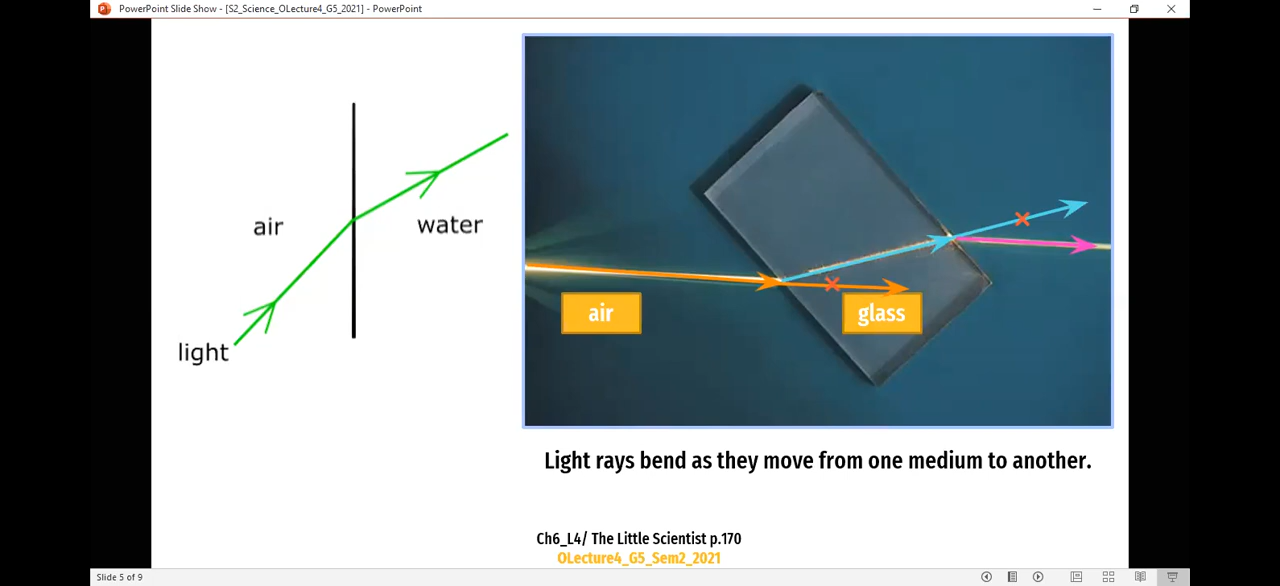 PowerPoint Slide Show - [S2_Science_OLecture4_G5_2021] - PowerPoint
air
water
light
air
glass
Light rays bend as they move from one medium to another.
Ch6_L4/ The Little Scientist p.170
OLecture4_G5_Sem2_2021
Slide 5 of 9